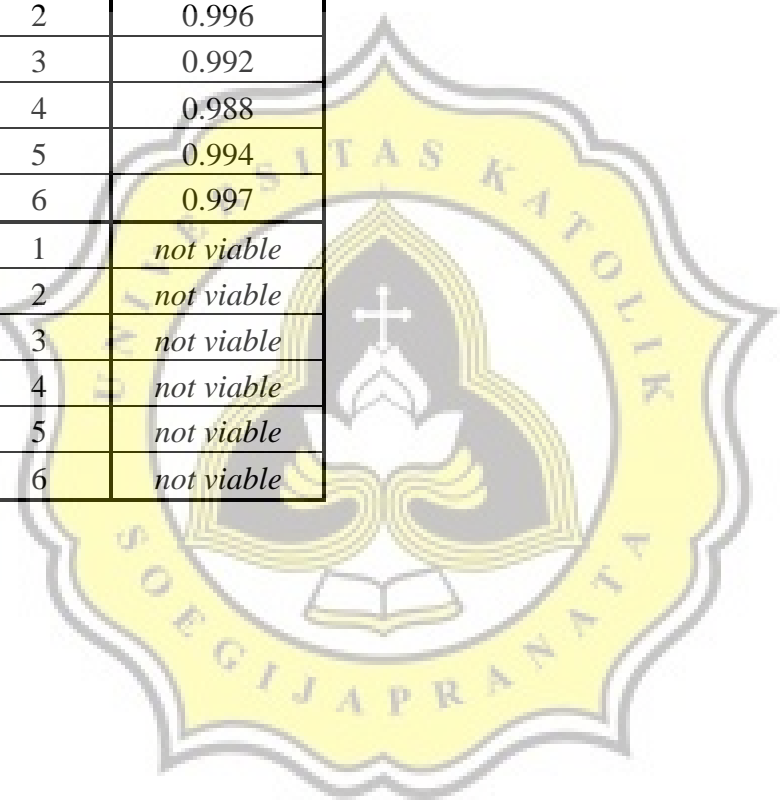 2 0.996
3 0.992
4 0.988
5 0.994
6 0.997
1 not viable
2 not viable
3 not viable
4 not viable
5 not viable
6 not viable
UNIVERSITAS KATOLIK
SOEGIJAPRANATA